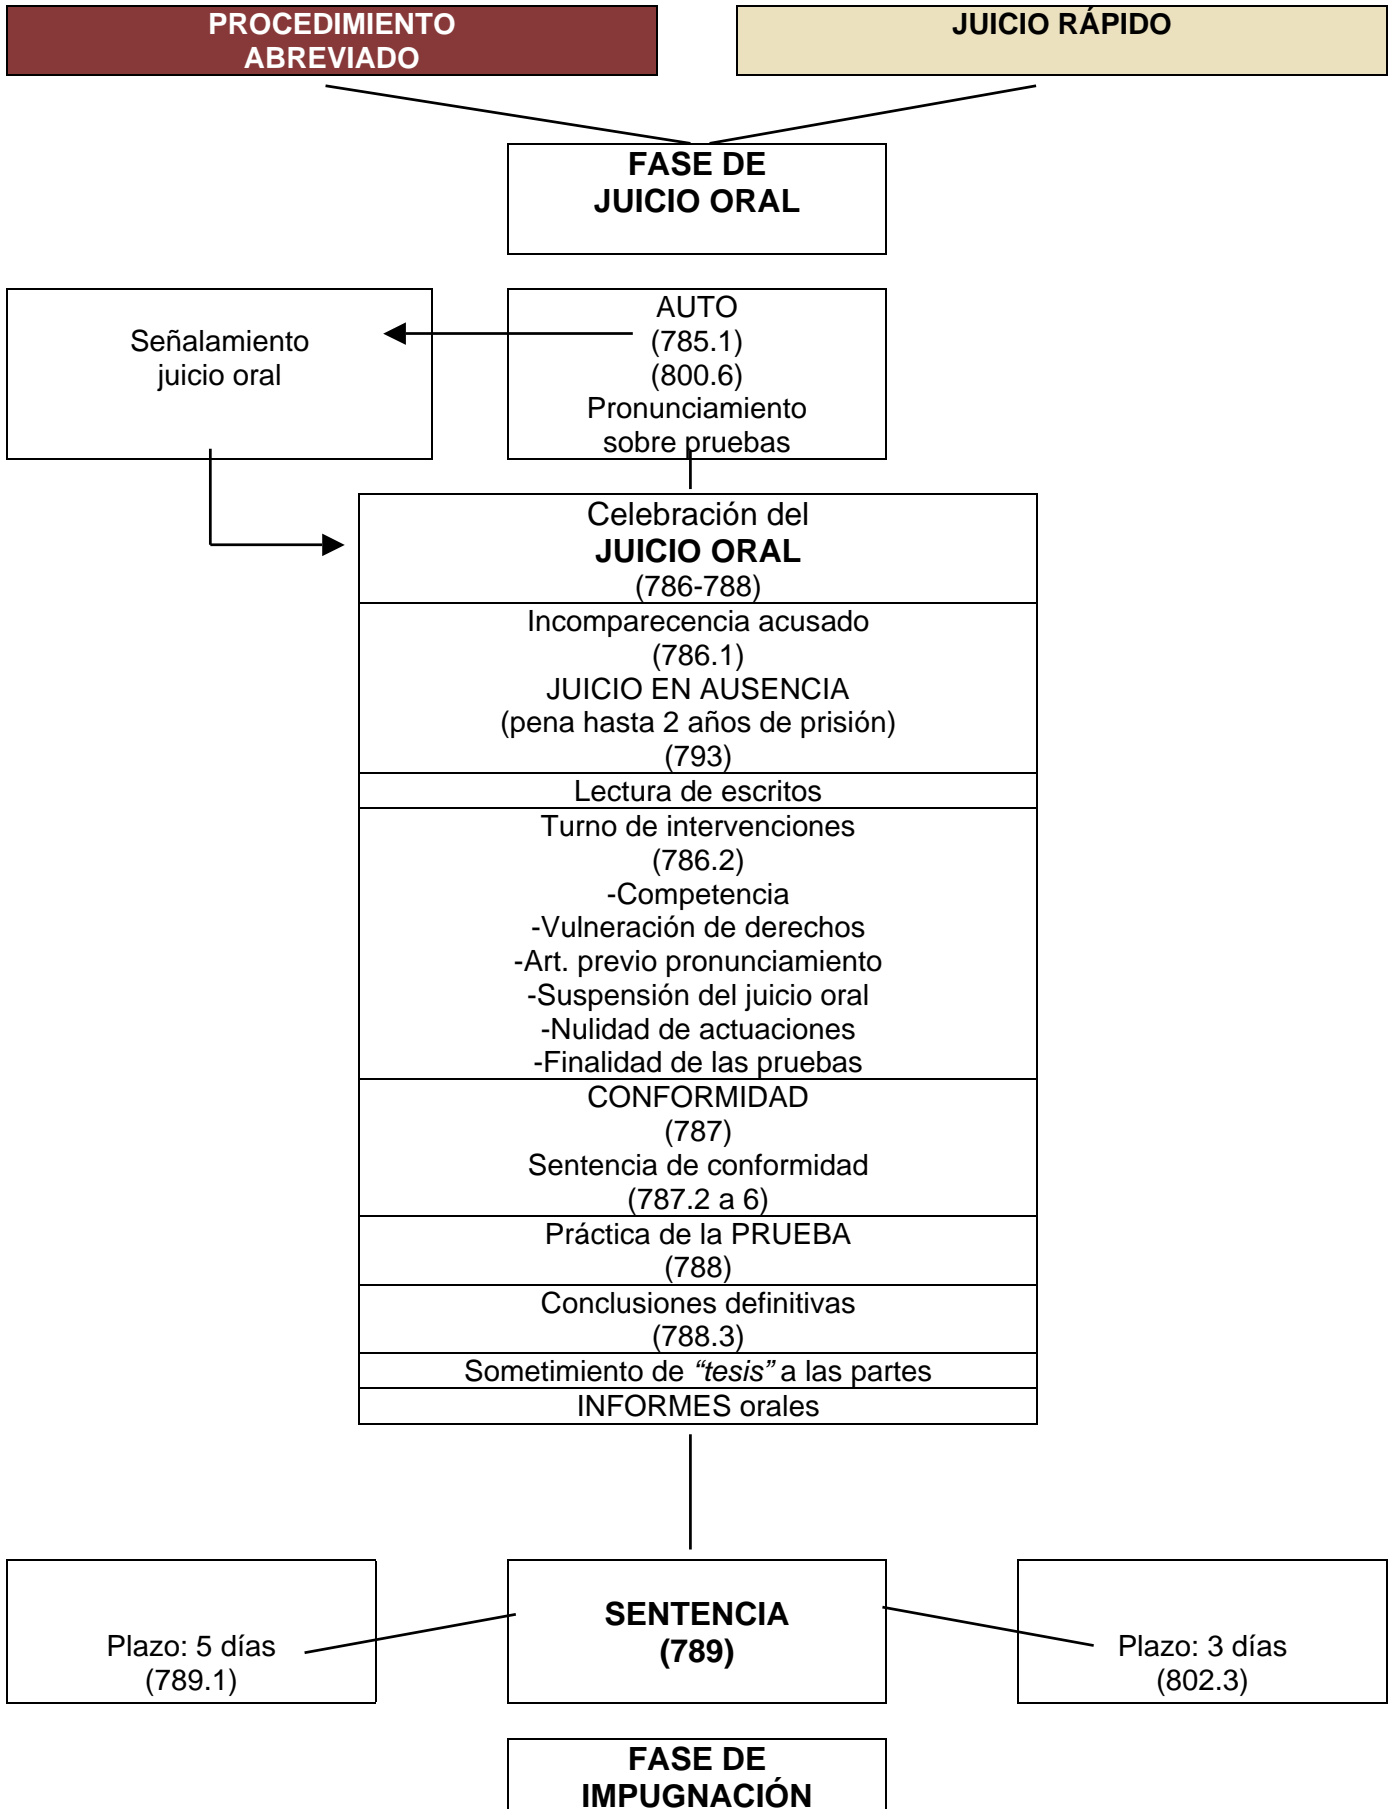 PROCEDIMIENTO
ABREVIADO
JUICIO RÁPIDO
FASE DE
JUICIO ORAL
Señalamiento
juicio oral
AUTO
(785.1)
(800.6)
Pronunciamiento
sobre pruebas
Celebración del
JUICIO ORAL
(786-788)
Incomparecencia acusado
(786.1)
JUICIO EN AUSENCIA
(pena hasta 2 años de prisión)
(793)
Lectura de escritos
Turno de intervenciones
(786.2)
-Competencia
-Vulneración de derechos
-Art. previo pronunciamiento
-Suspensión del juicio oral
-Nulidad de actuaciones
-Finalidad de las pruebas
CONFORMIDAD
(787)
Sentencia de conformidad
(787.2 a 6)
Práctica de la PRUEBA
(788)
Conclusiones definitivas
(788.3)
Sometimiento de “tesis” a las partes
INFORMES orales
Plazo: 5 días
(789.1)
SENTENCIA
(789)
Plazo: 3 días
(802.3)
FASE DE
IMPUGNACIÓN